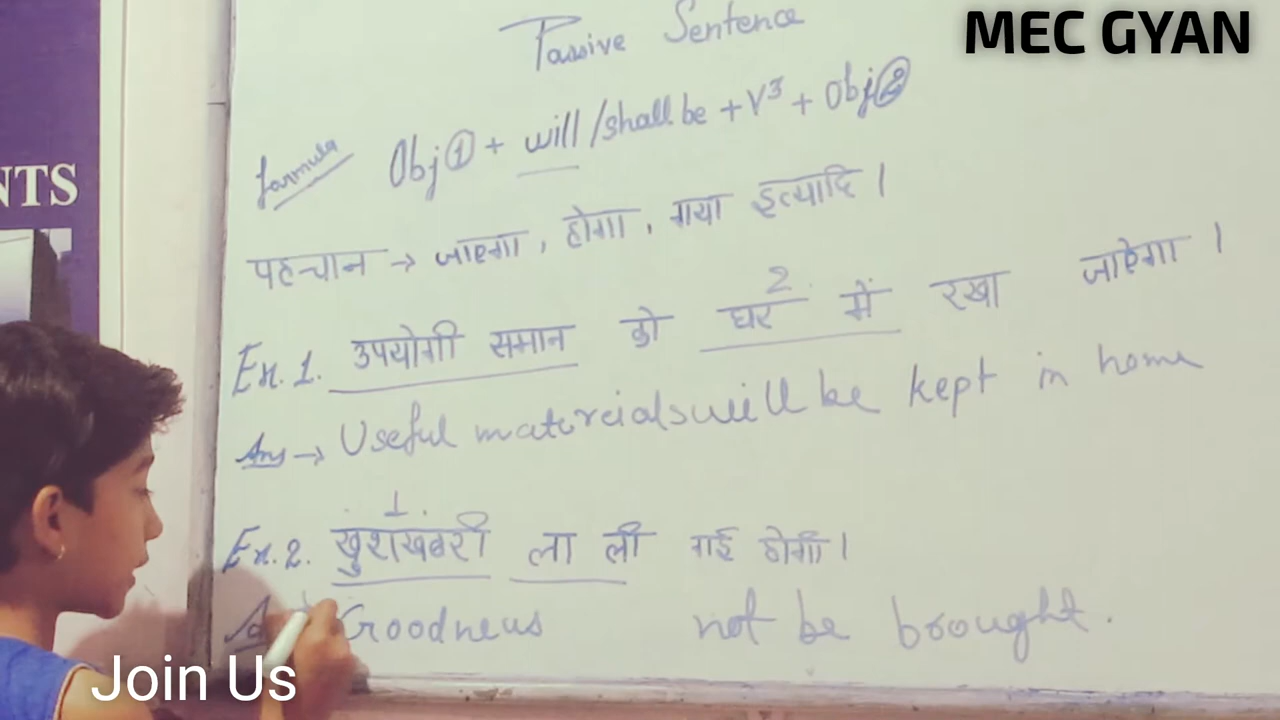 MEC GYAN
Passive Sentence
NTS
formula Obj① + will/shall be + V³ + Obj②
पहचान → जाएगा, होगा, गया इत्यादि।
2
Ex. 1. उपयोगी समान को घर में रखा जाऐगा।
Ans → Useful materials will be kept in home
1.
Ex. 2. खुशखबरी ला ली गई होगी।
Goodnews not be brought.
Join Us